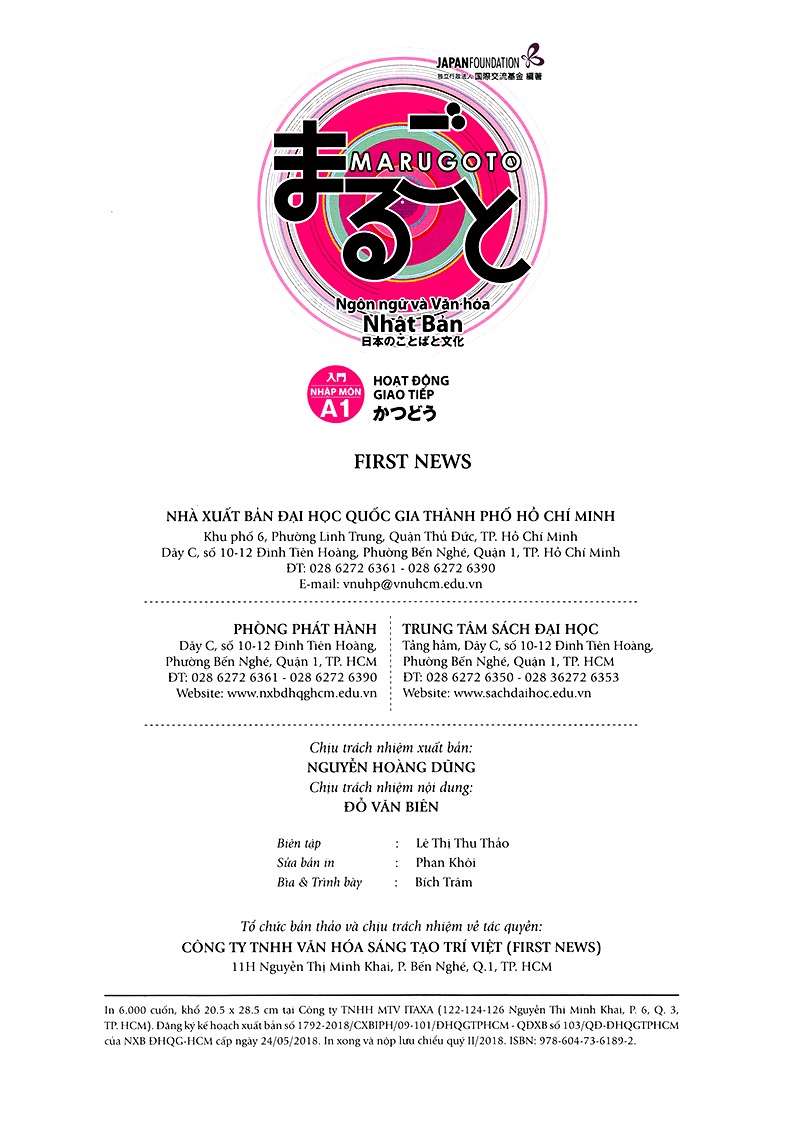 JAPANFOUNDATION
独立行政法人 国際交流基金 編著
まるごと
MARUGOTO
Ngôn ngữ và Văn hóa
Nhật Bản
日本のことばと文化
入門
NHẬP MÔN
A1
HOẠT ĐỘNG
GIAO TIẾP
かつどう
FIRST NEWS
NHÀ XUẤT BẢN ĐẠI HỌC QUỐC GIA THÀNH PHỐ HỒ CHÍ MINH
Khu phố 6, Phường Linh Trung, Quận Thủ Đức, TP. Hồ Chí Minh
Dãy C, số 10-12 Đinh Tiên Hoàng, Phường Bến Nghé, Quận 1, TP. Hồ Chí Minh
ĐT: 028 6272 6361 - 028 6272 6390
E-mail: vnuhp@vnuhcm.edu.vn
PHÒNG PHÁT HÀNH
Dãy C, số 10-12 Đinh Tiên Hoàng,
Phường Bến Nghé, Quận 1, TP. HCM
ĐT: 028 6272 6361 - 028 6272 6390
Website: www.nxbdhqghcm.edu.vn
TRUNG TÂM SÁCH ĐẠI HỌC
Tầng hầm, Dãy C, số 10-12 Đinh Tiên Hoàng,
Phường Bến Nghé, Quận 1, TP. HCM
ĐT: 028 6272 6350 - 028 36272 6353
Website: www.sachdaihoc.edu.vn
Chịu trách nhiệm xuất bản:
NGUYỄN HOÀNG DŨNG
Chịu trách nhiệm nội dung:
ĐỖ VĂN BIÊN
Biên tập : Lê Thị Thu Thảo
Sửa bản in : Phan Khôi
Bìa & Trình bày : Bích Trâm
Tổ chức bản thảo và chịu trách nhiệm về tác quyền:
CÔNG TY TNHH VĂN HÓA SÁNG TẠO TRÍ VIỆT (FIRST NEWS)
11H Nguyễn Thị Minh Khai, P. Bến Nghé, Q.1, TP. HCM
In 6.000 cuốn, khổ 20.5 x 28.5 cm tại Công ty TNHH MTV ITAXA (122-124-126 Nguyễn Thị Minh Khai, P. 6, Q. 3,
TP. HCM). Đăng ký kế hoạch xuất bản số 1792-2018/CXBIPH/09-101/ĐHQGTPHCM - QĐXB số 103/QĐ-ĐHQGTPHCM
của NXB ĐHQG-HCM cấp ngày 24/05/2018. In xong và nộp lưu chiểu quý II/2018. ISBN: 978-604-73-6189-2.